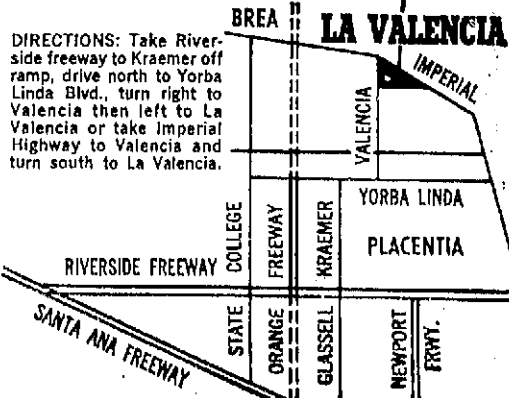 BREA
LA VALENCIA
DIRECTIONS: Take River-
side freeway to Kraemer off
ramp, drive north to Yorba
Linda Blvd., turn right to
Valencia then left to La
Valencia or take Imperial
Highway to Valencia and
turn south to La Valencia.
IMPERIAL
VALENCIA
YORBA LINDA
STATE COLLEGE
ORANGE FREEWAY
KRAEMER
PLACENTIA
RIVERSIDE FREEWAY
GLASSELL
NEWPORT
FRWY.
SANTA ANA FREEWAY